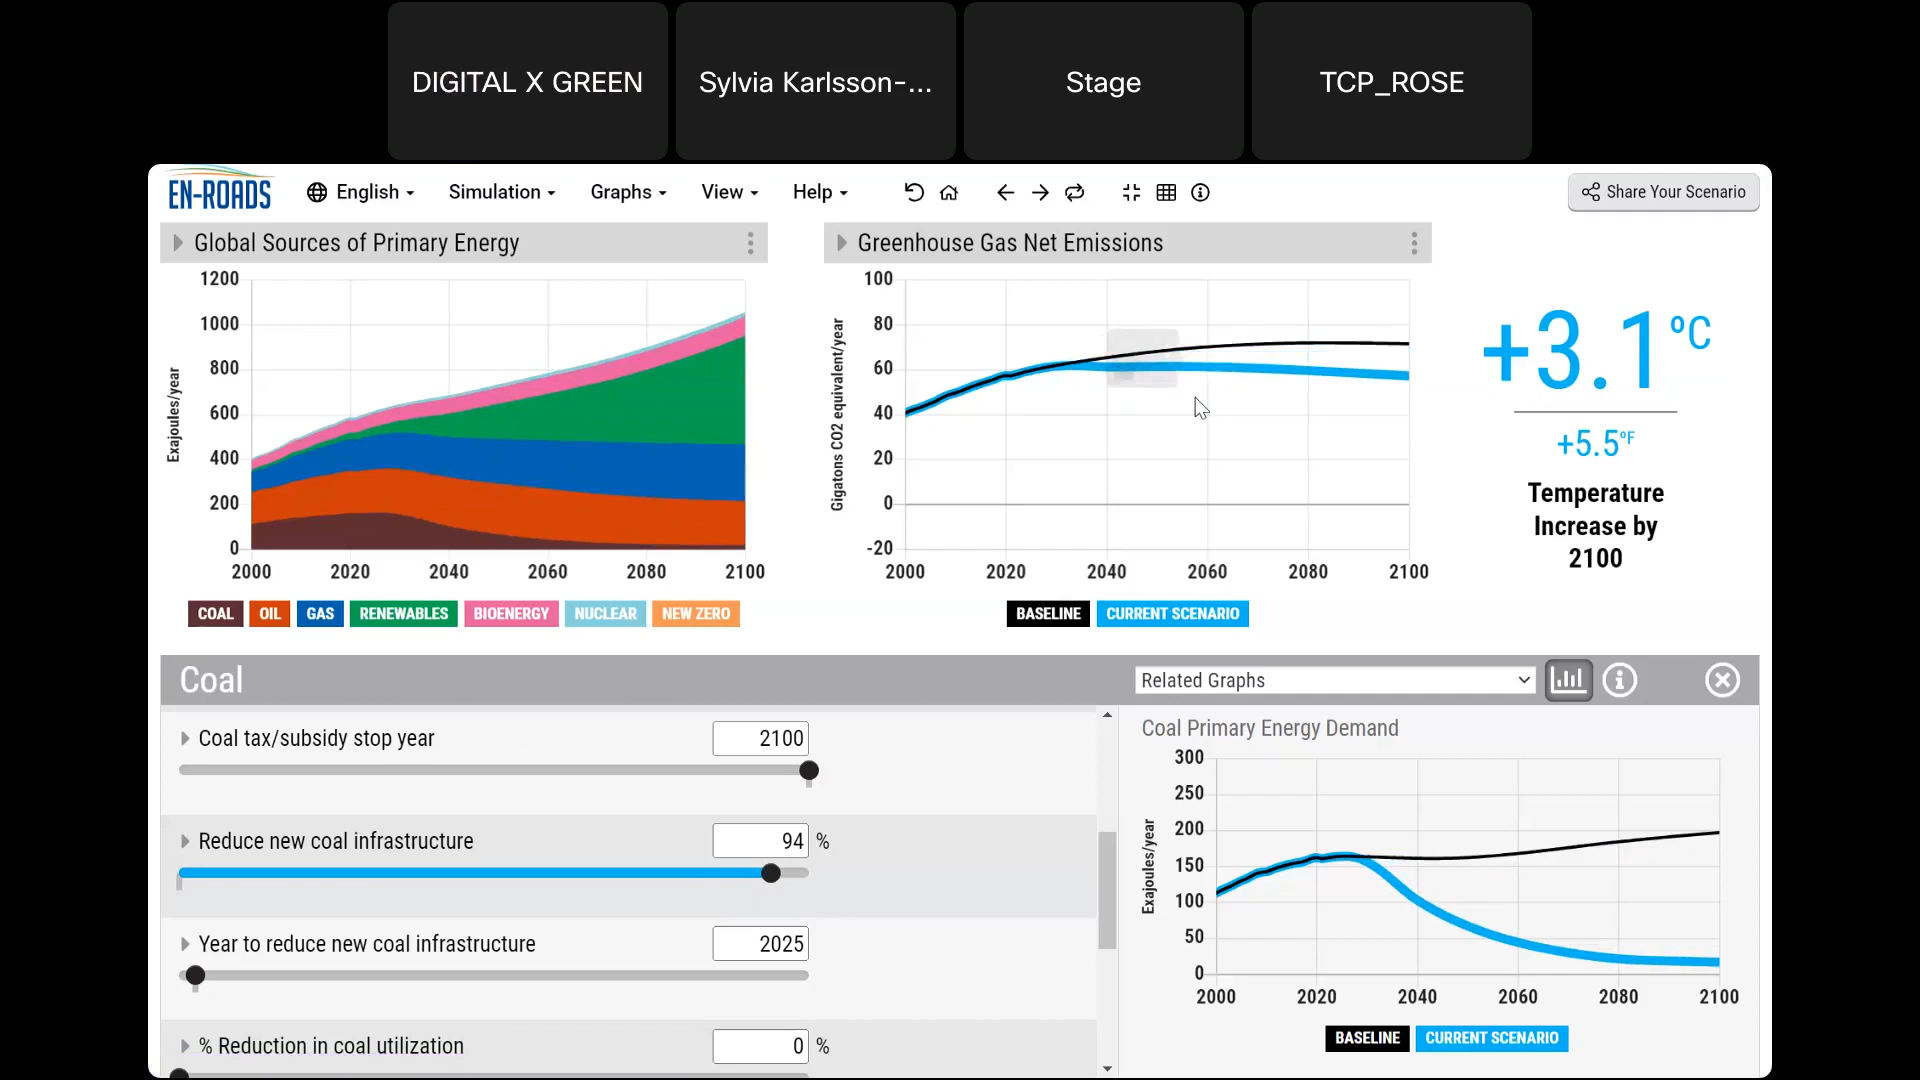 DIGITAL X GREEN
Sylvia Karlsson-...
Stage
TCP_ROSE
EN-ROADS
English
Simulation
Graphs
View
Help
Share Your Scenario
Global Sources of Primary Energy
Exajoules/year
1200
1000
800
600
400
200
0
2000 2020 2040 2060 2080 2100
COAL OIL GAS RENEWABLES BIOENERGY NUCLEAR NEW ZERO
Greenhouse Gas Net Emissions
Gigatons CO2 equivalent/year
100
80
60
40
20
0
-20
2000 2020 2040 2060 2080 2100
BASELINE CURRENT SCENARIO
+3.1 °C
+5.5°F
Temperature
Increase by
2100
Coal
Related Graphs
Coal tax/subsidy stop year 2100
Reduce new coal infrastructure 94 %
Year to reduce new coal infrastructure 2025
% Reduction in coal utilization 0 %
Coal Primary Energy Demand
Exajoules/year
300
250
200
150
100
50
0
2000 2020 2040 2060 2080 2100
BASELINE CURRENT SCENARIO